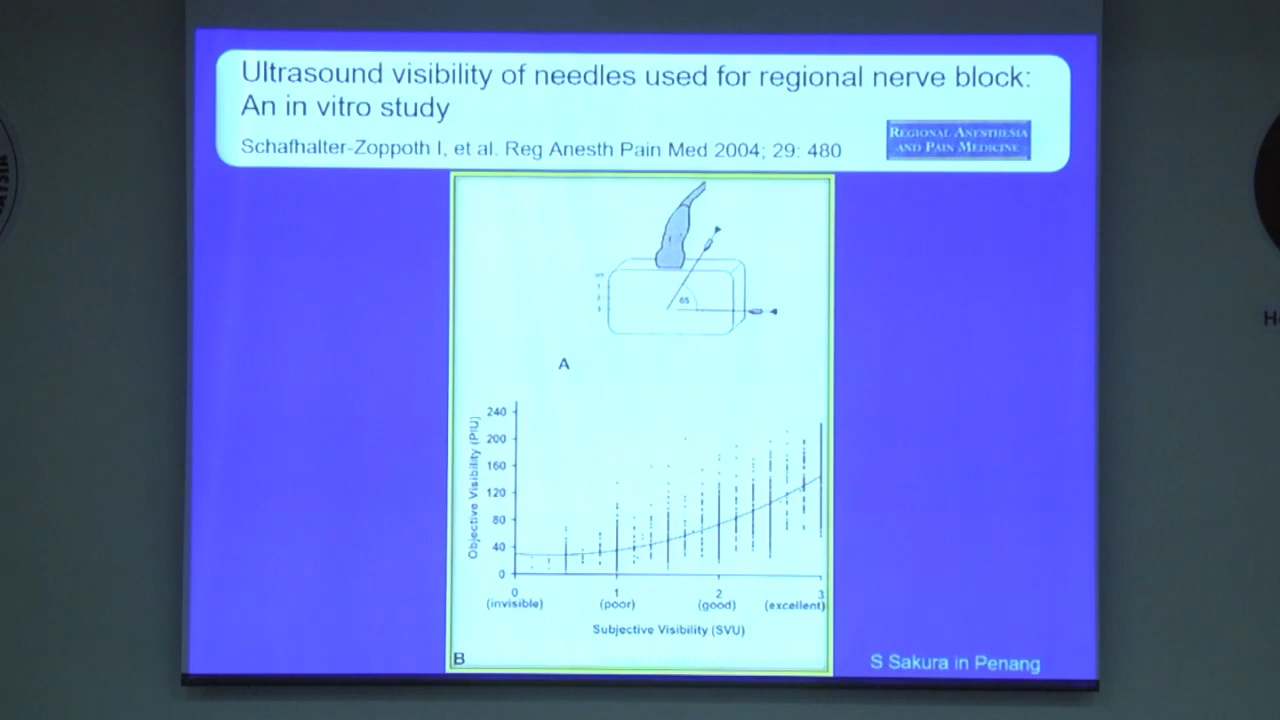 Ultrasound visibility of needles used for regional nerve block:
An in vitro study
Schafhalter-Zoppoth I, et al. Reg Anesth Pain Med 2004; 29: 480
REGIONAL ANESTHESIA
AND PAIN MEDICINE
65
A
Objective Visibility (PIU)
240
200
160
120
80
40
0
0 1 2 3
(invisible) (poor) (good) (excellent)
Subjective Visibility (SVU)
B
S Sakura in Penang